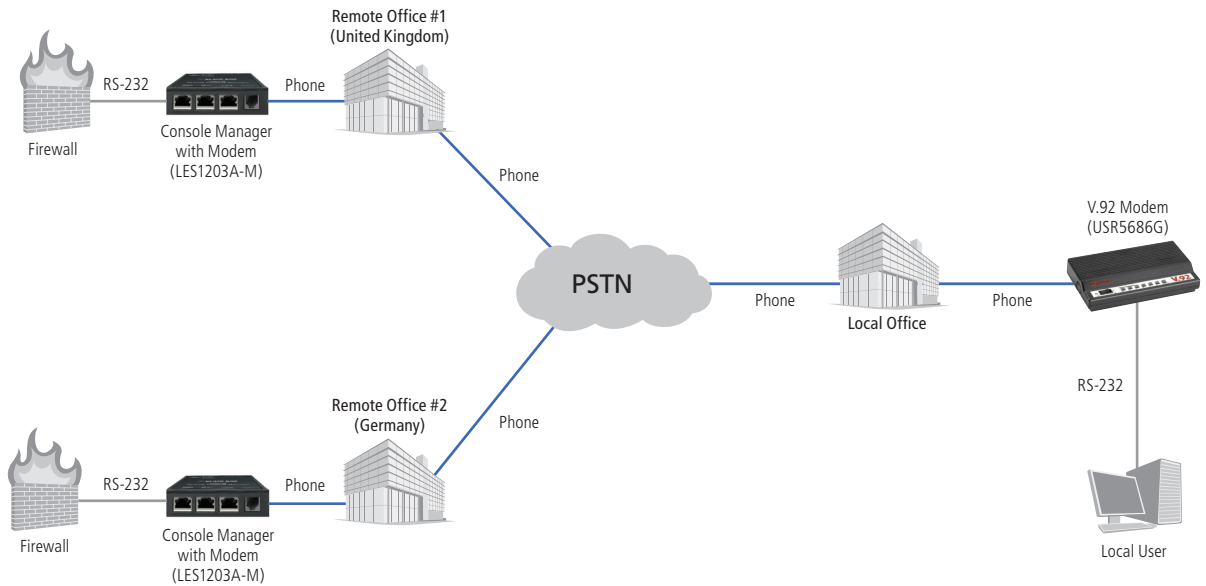 Remote Office #1
(United Kingdom)
RS-232
Phone
Firewall
Console Manager
with Modem
(LES1203A-M)
Phone
V.92 Modem
(USR5686G)
V.92
PSTN
Phone
Phone
Local Office
RS-232
Remote Office #2
(Germany)
Phone
RS-232
Phone
Firewall
Console Manager
with Modem
(LES1203A-M)
Local User